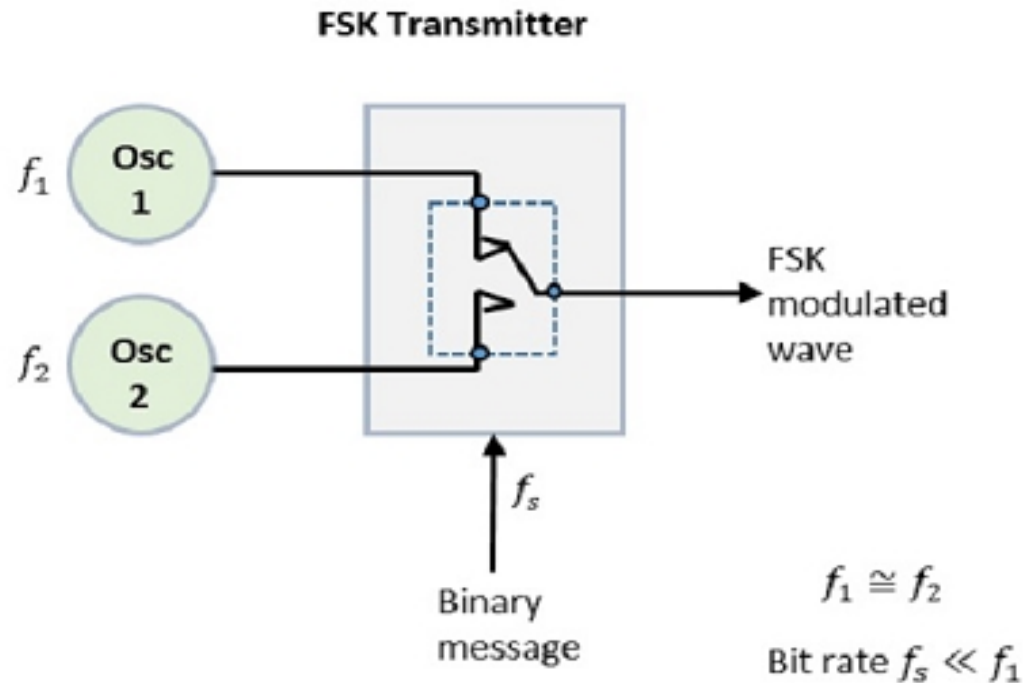 FSK Transmitter
f₁
Osc
1
f₂
Osc
2
FSK
modulated
wave
fₛ
Binary
message
f₁ ≅ f₂
Bit rate fₛ ≪ f₁